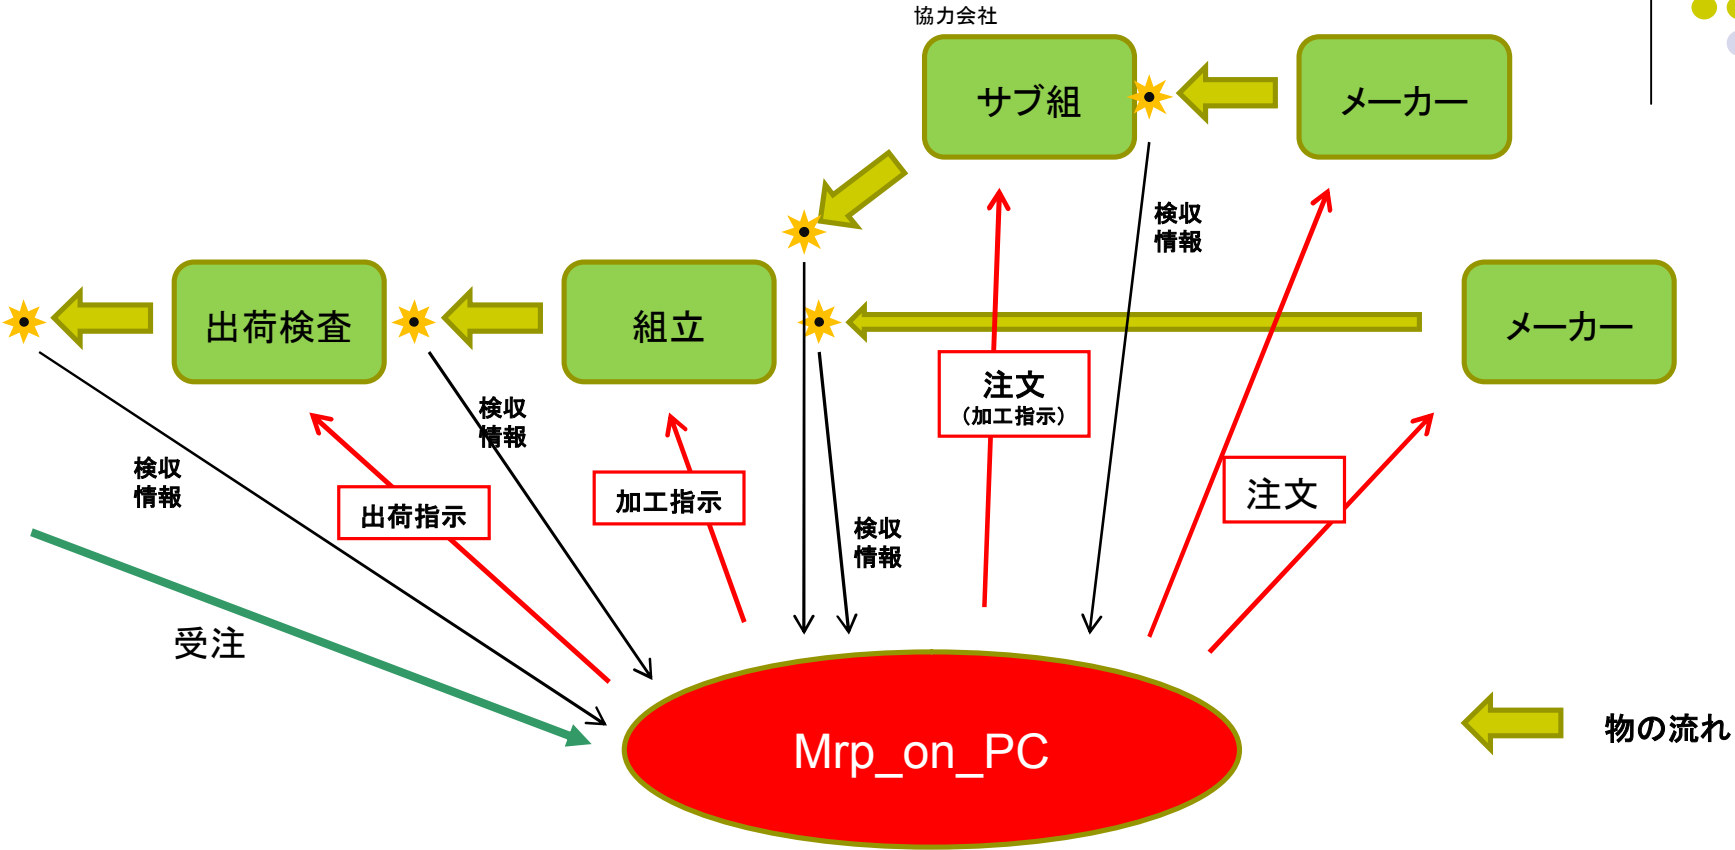 協力会社
サブ組
メーカー
検収
情報
出荷検査
組立
メーカー
注文
（加工指示）
検収
情報
検収
情報
出荷指示
加工指示
注文
検収
情報
受注
物の流れ
Mrp_on_PC